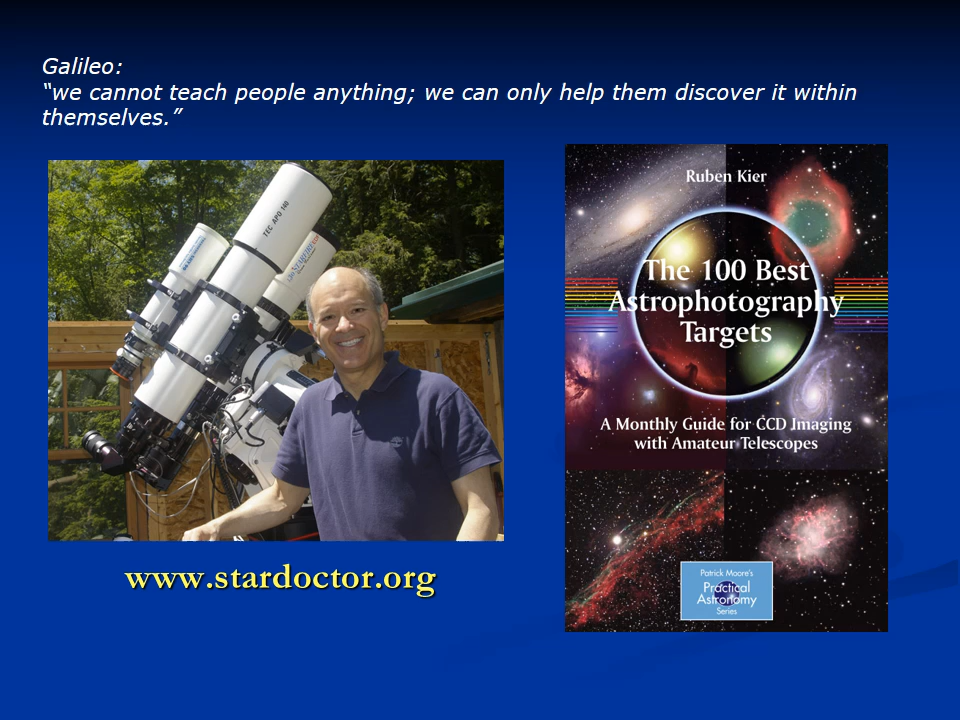 Galileo:
“we cannot teach people anything; we can only help them discover it within
themselves.”
TEC APO 140
Ruben Kier
The 100 Best
Astrophotography
Targets
A Monthly Guide for CCD Imaging
with Amateur Telescopes
Patrick Moore's
Practical
Astronomy
Series
www.stardoctor.org